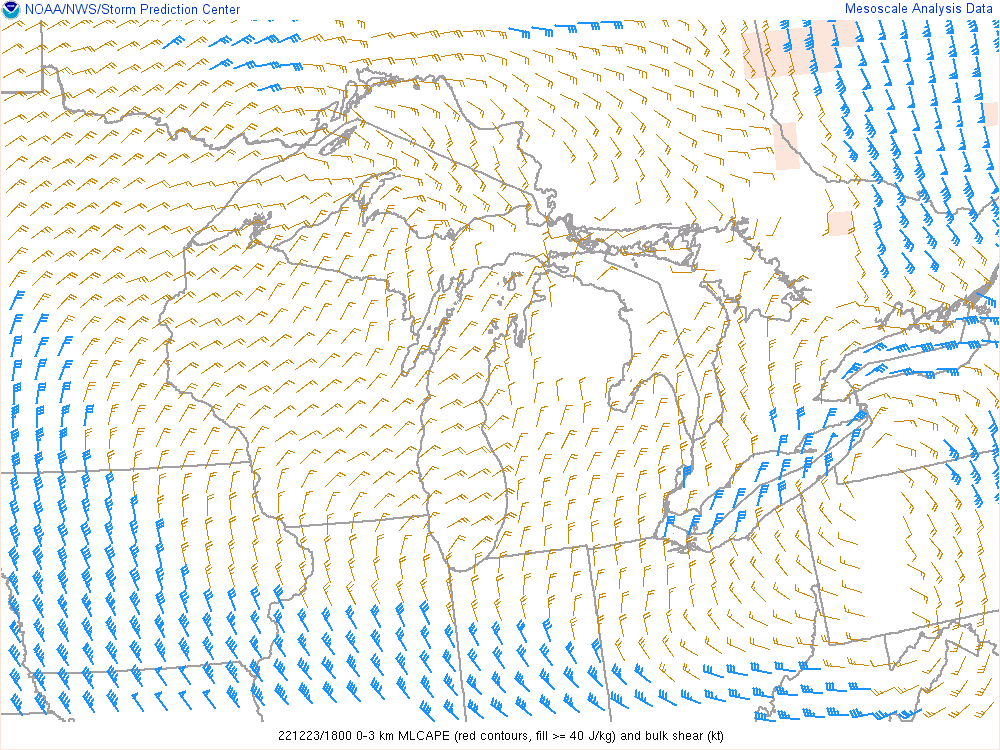 NOAA/NWS/Storm Prediction Center
Mesoscale Analysis Data
221223/1800 0-3 km MLCAPE (red contours, fill >= 40 J/kg) and bulk shear (kt)